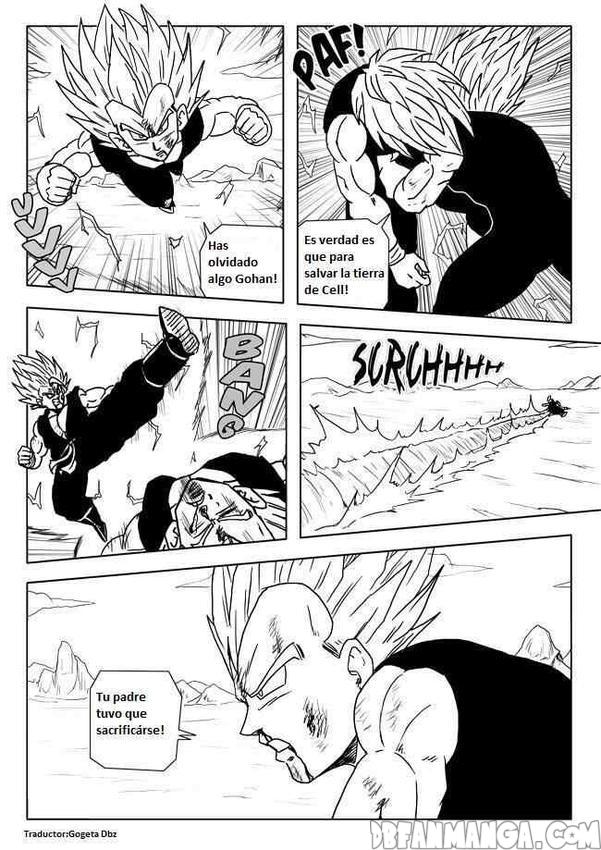 PAF!
Has
olvidado
algo Gohan!
Es verdad es
que para
salvar la tierra
de Cell!
VUVVVV
BANG
SCRCHHHH
Tu padre
tuvo que
sacrificárse!
Traductor:Gogeta Dbz
DBFANMANGA.COM